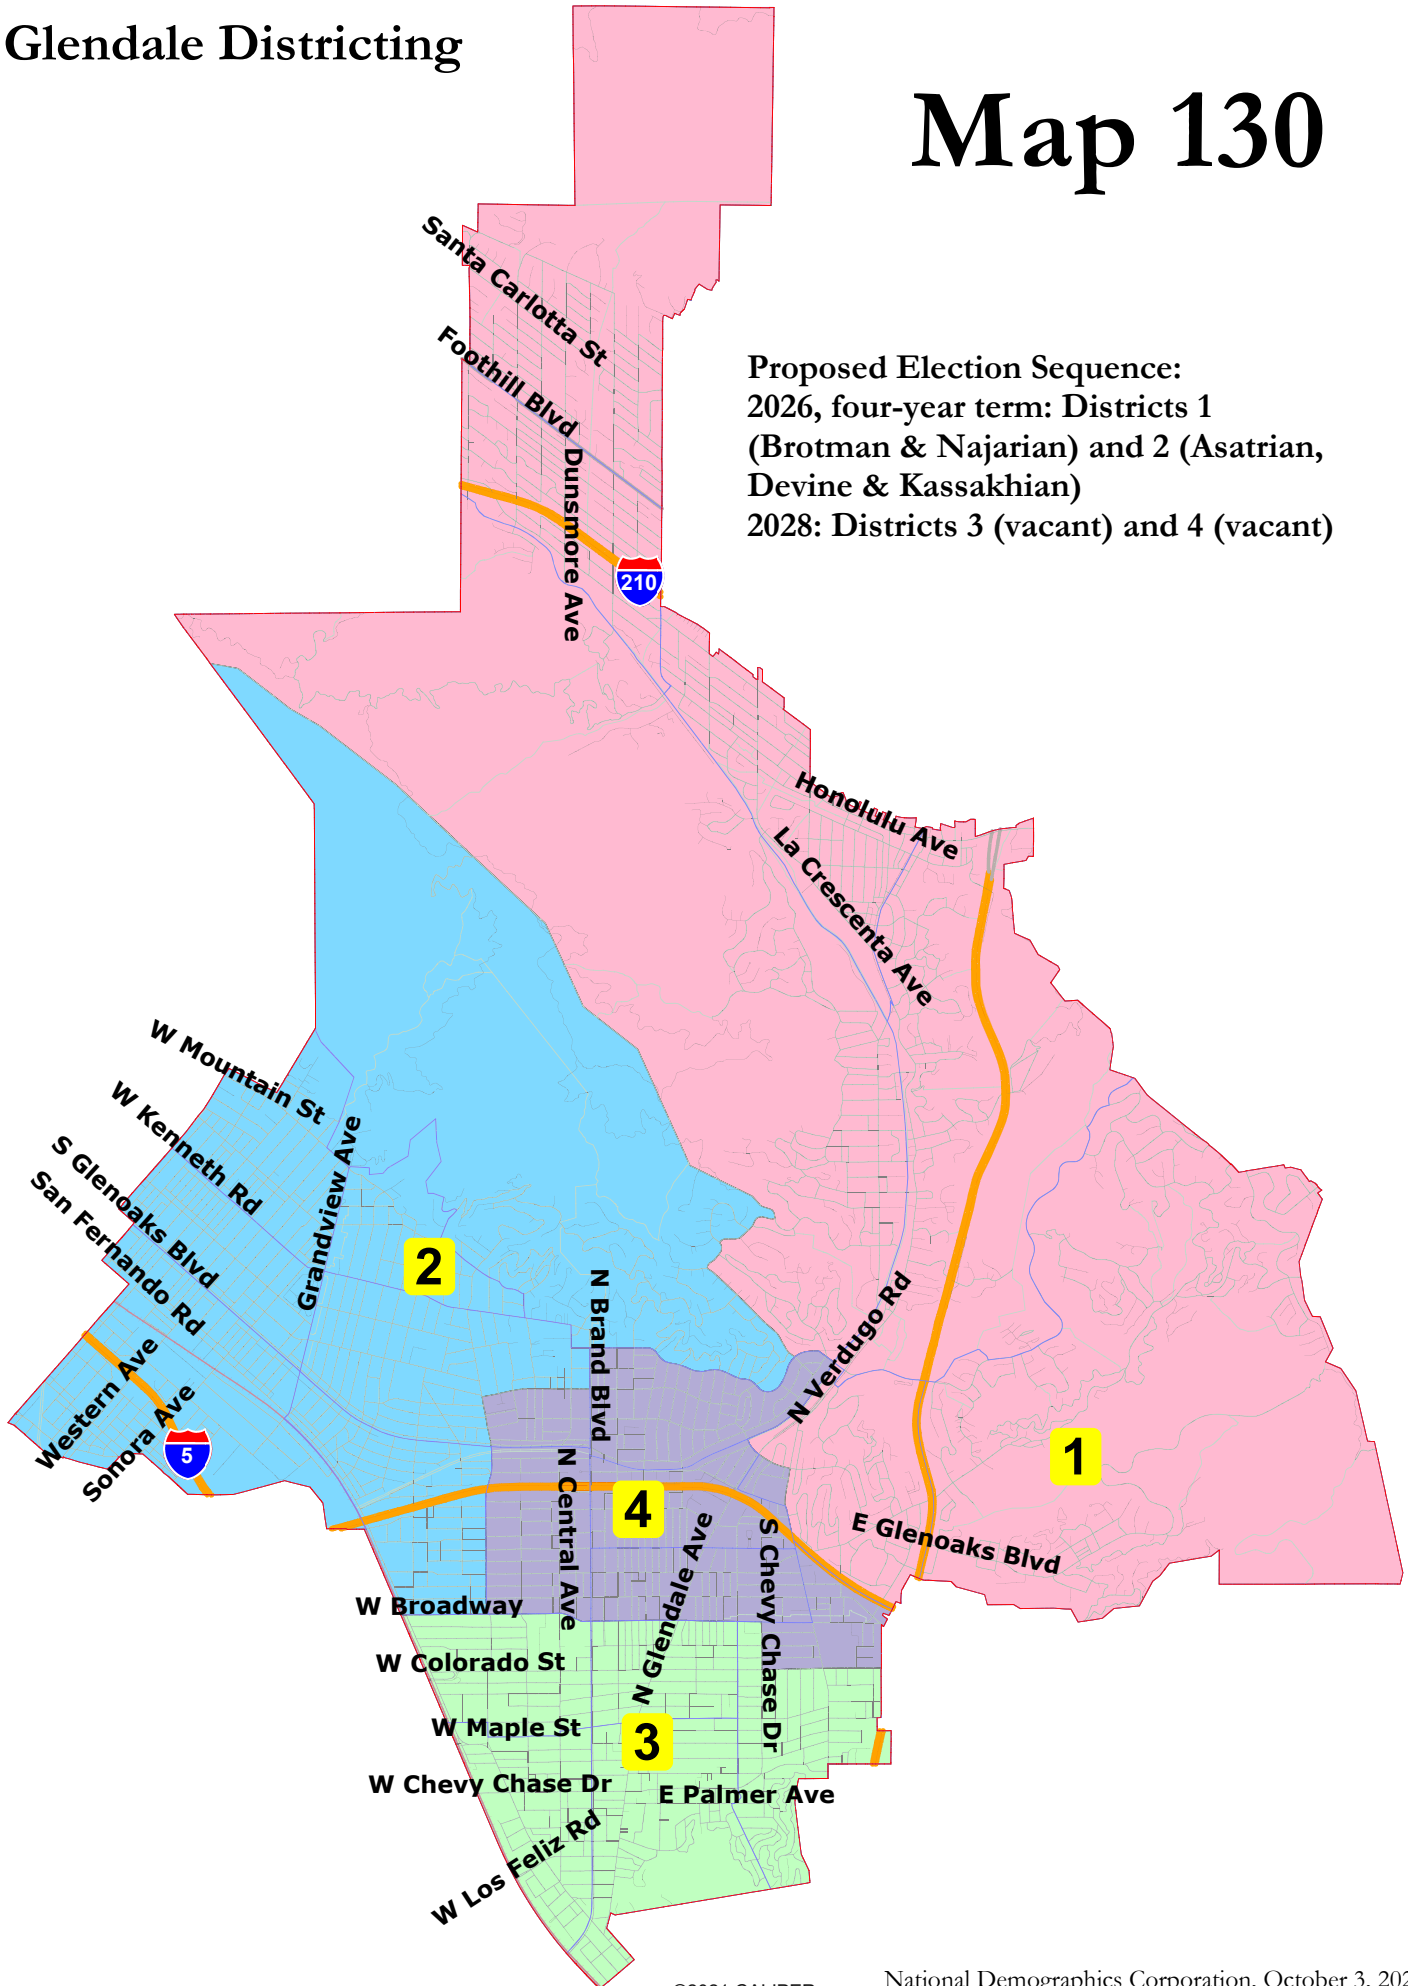 Glendale Districting
Map 130
Santa Carlotta St
Foothill Blvd
Proposed Election Sequence:
2026, four-year term: Districts 1
(Brotman & Najarian) and 2 (Asatrian,
Devine & Kassakhian)
2028: Districts 3 (vacant) and 4 (vacant)
Dunsmore Ave
210
Honolulu Ave
La Crescenta Ave
W Mountain St
W Kenneth Rd
S Glenoaks Blvd
San Fernando Rd
Grandview Ave
2
N Brand Blvd
N Verdugo Rd
Western Ave
Sonora Ave
5
1
N Central Ave
4
N Glendale Ave
S Chevy Chase Dr
E Glenoaks Blvd
W Broadway
W Colorado St
W Maple St
3
W Chevy Chase Dr
E Palmer Ave
W Los Feliz Rd
National Demographics Corporation, October 3,